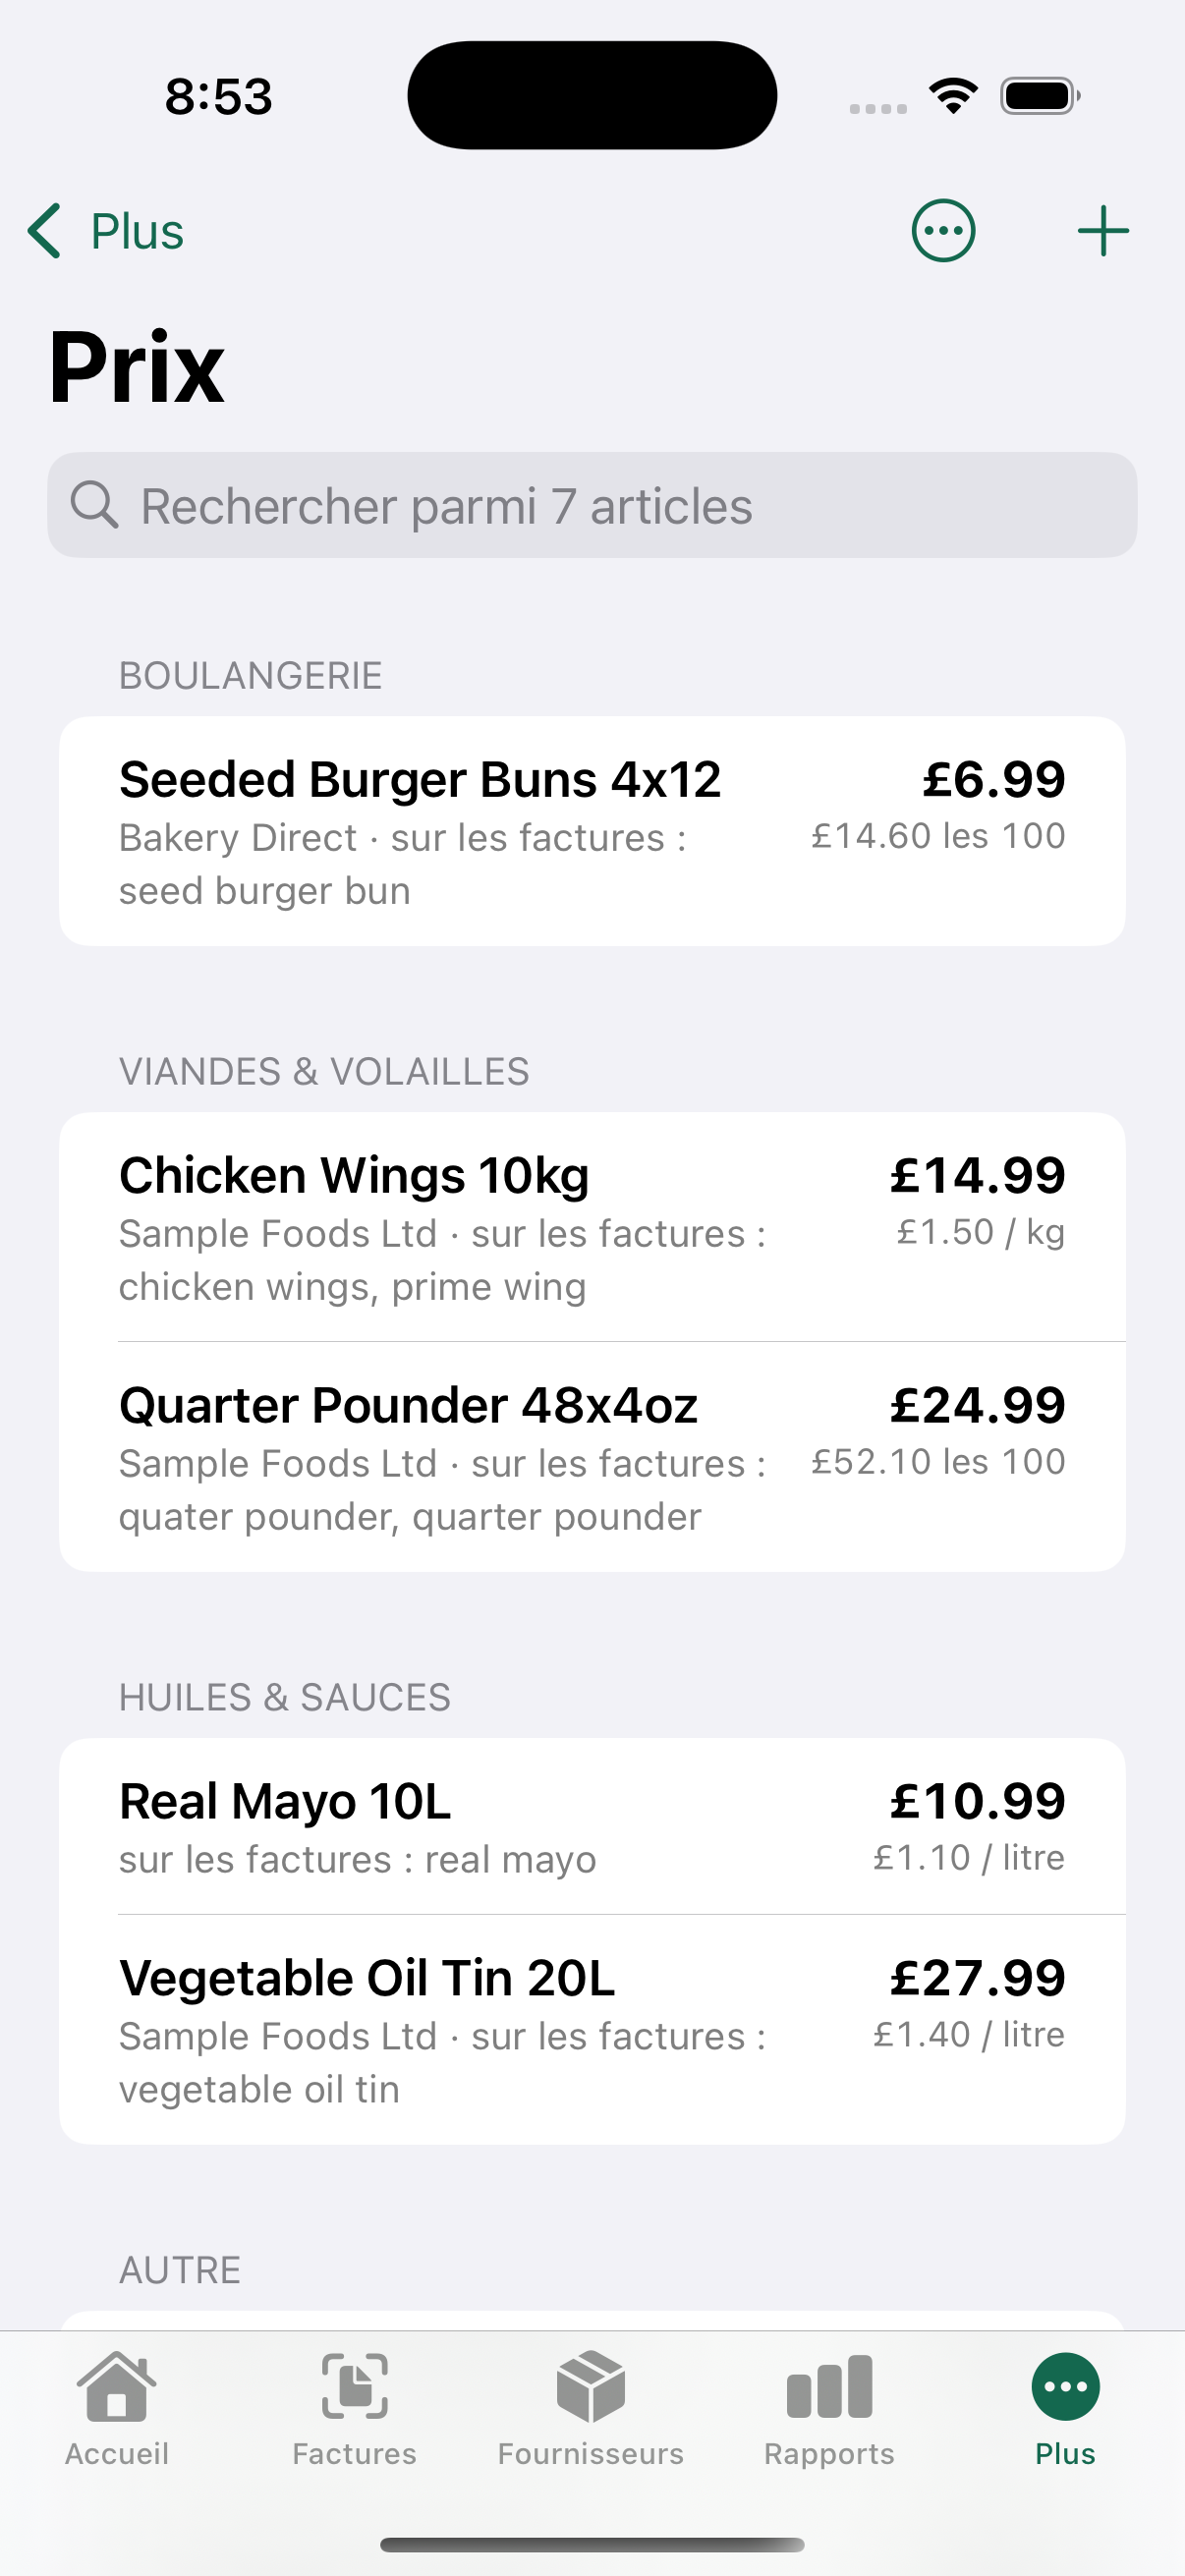 8:53
Plus
Prix
Rechercher parmi 7 articles
BOULANGERIE
Seeded Burger Buns 4x12 £6.99
Bakery Direct · sur les factures : £14.60 les 100
seed burger bun
VIANDES & VOLAILLES
Chicken Wings 10kg £14.99
Sample Foods Ltd · sur les factures : £1.50 / kg
chicken wings, prime wing
Quarter Pounder 48x4oz £24.99
Sample Foods Ltd · sur les factures : £52.10 les 100
quater pounder, quarter pounder
HUILES & SAUCES
Real Mayo 10L £10.99
sur les factures : real mayo £1.10 / litre
Vegetable Oil Tin 20L £27.99
Sample Foods Ltd · sur les factures : £1.40 / litre
vegetable oil tin
AUTRE
Accueil Factures Fournisseurs Rapports Plus